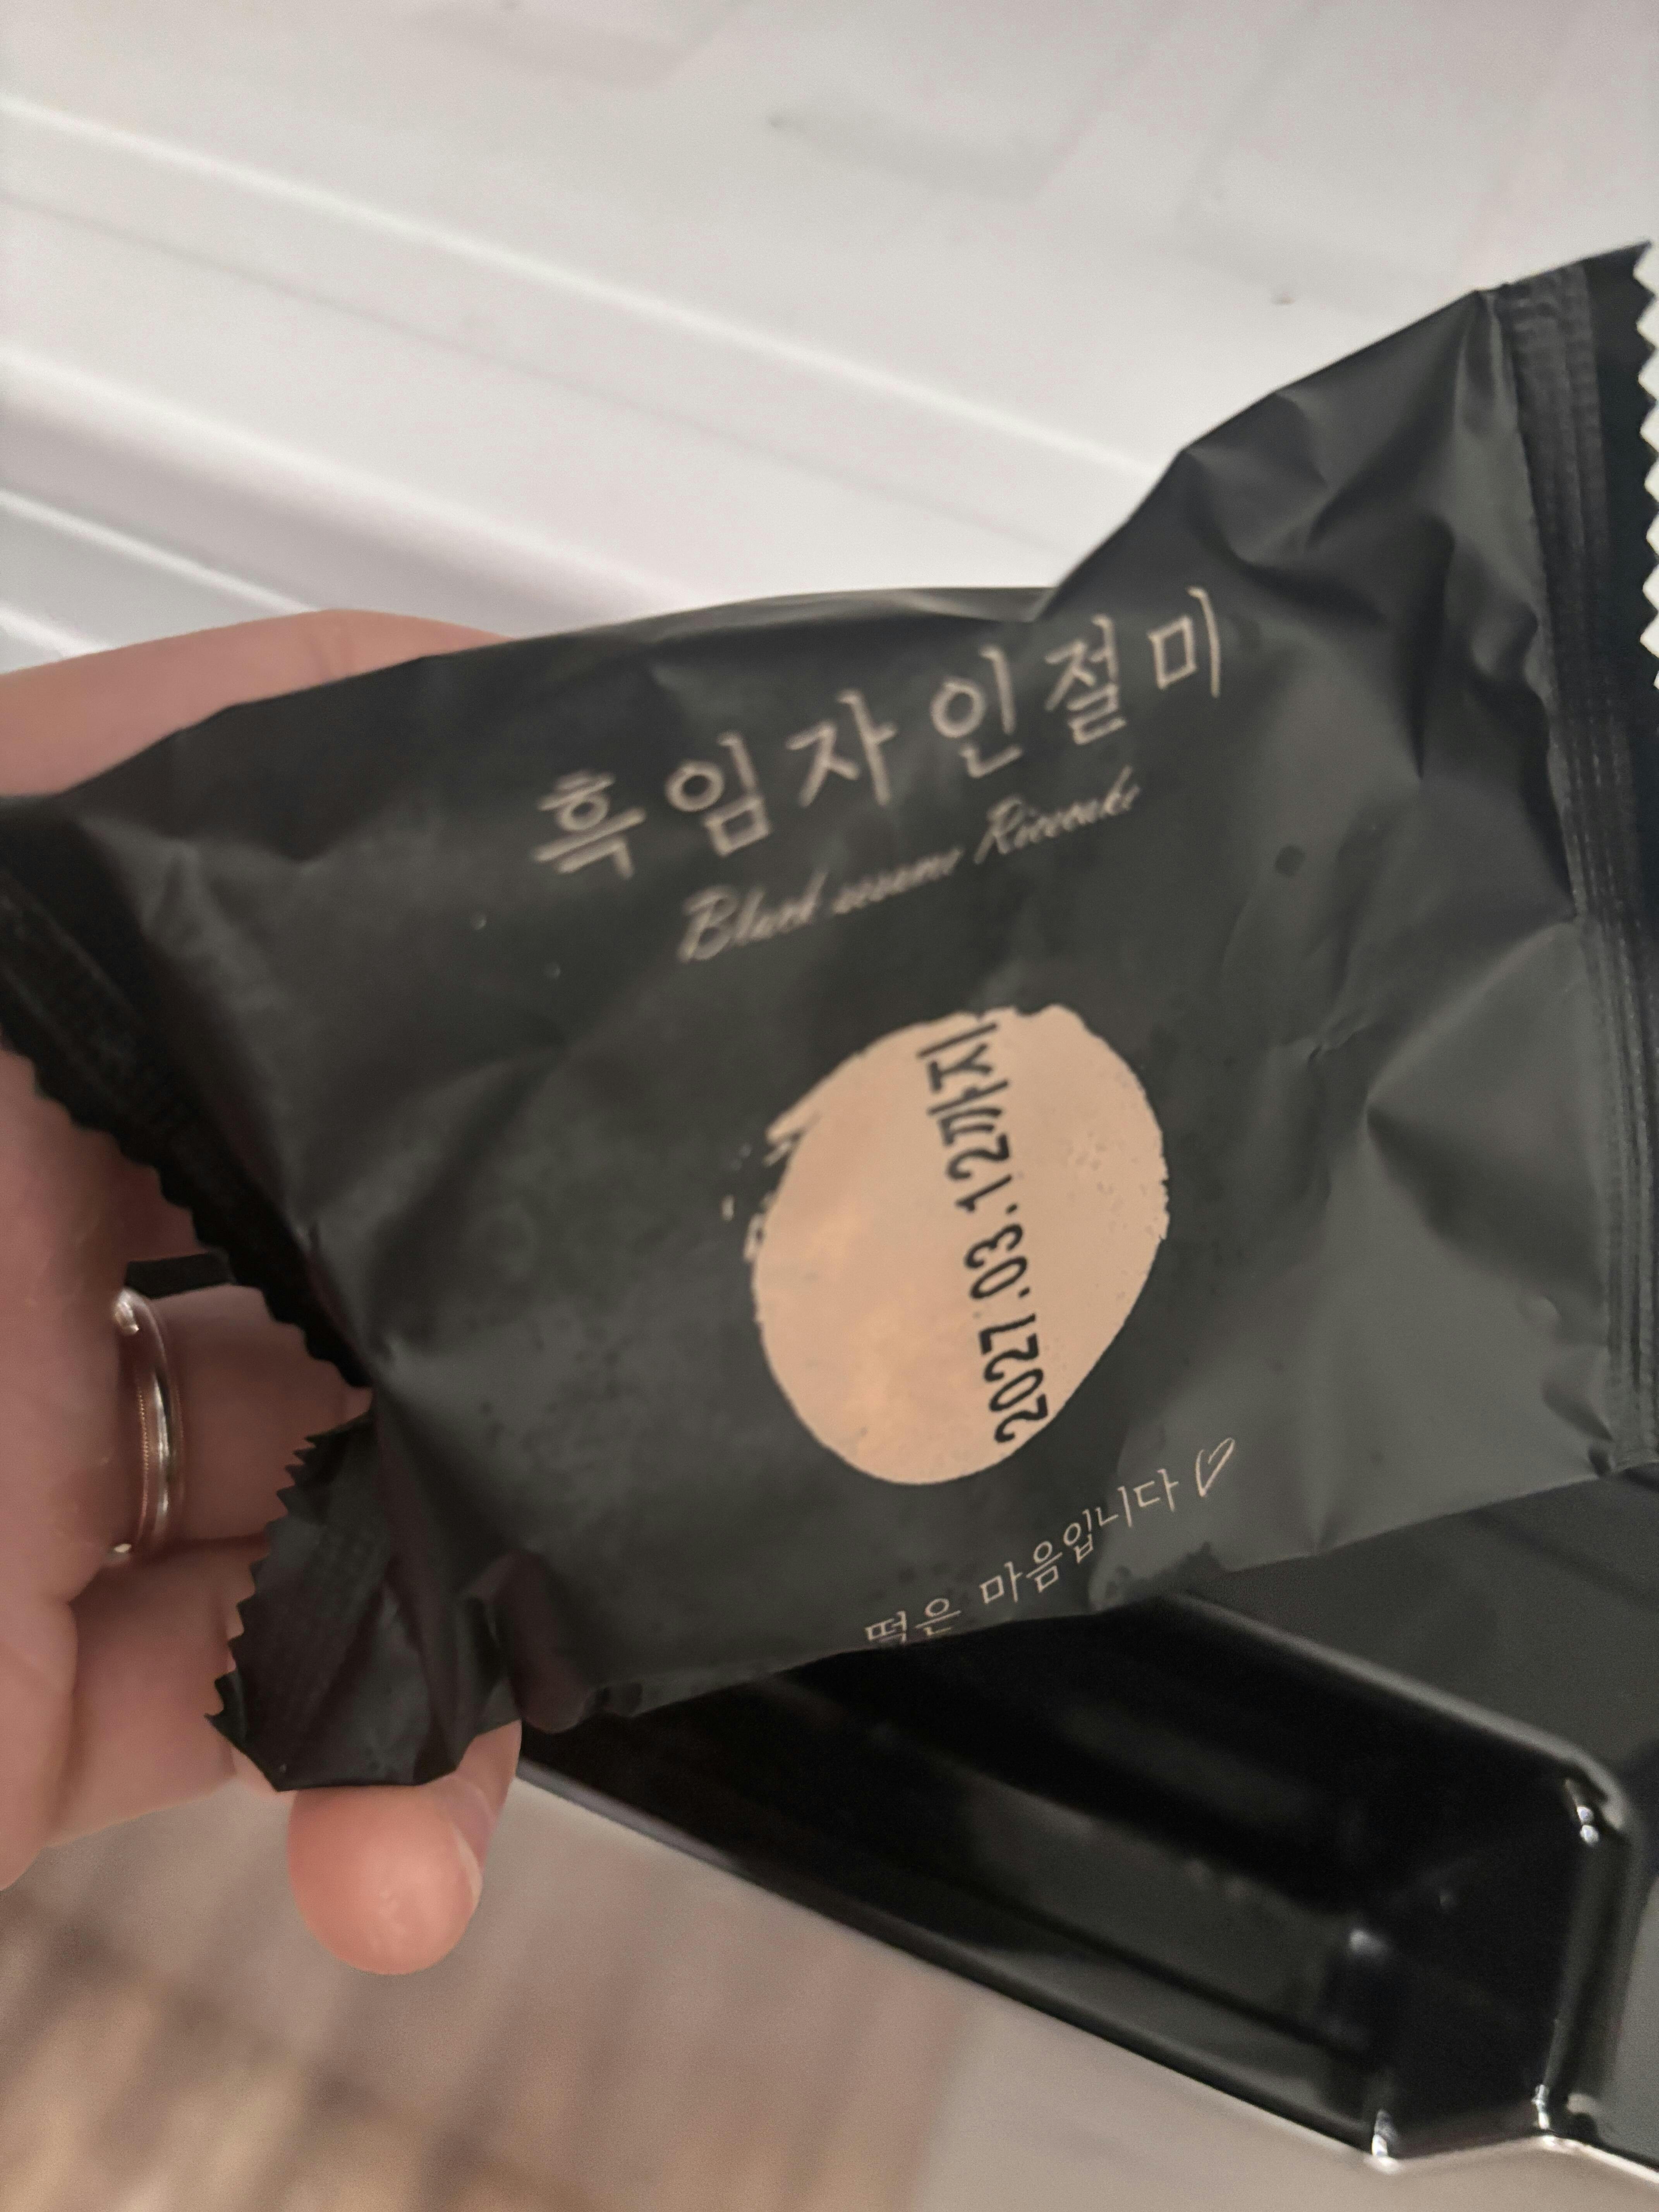 흑임자인절미
Black sesame Ricecake
2027.03.12까지
떡은 마음입니다